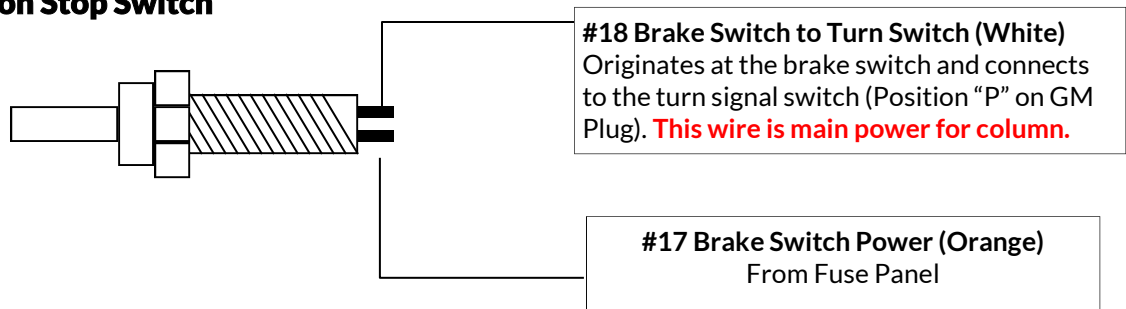 on Stop Switch
#18 Brake Switch to Turn Switch (White)
Originates at the brake switch and connects
to the turn signal switch (Position “P” on GM
Plug). This wire is main power for column.
#17 Brake Switch Power (Orange)
From Fuse Panel